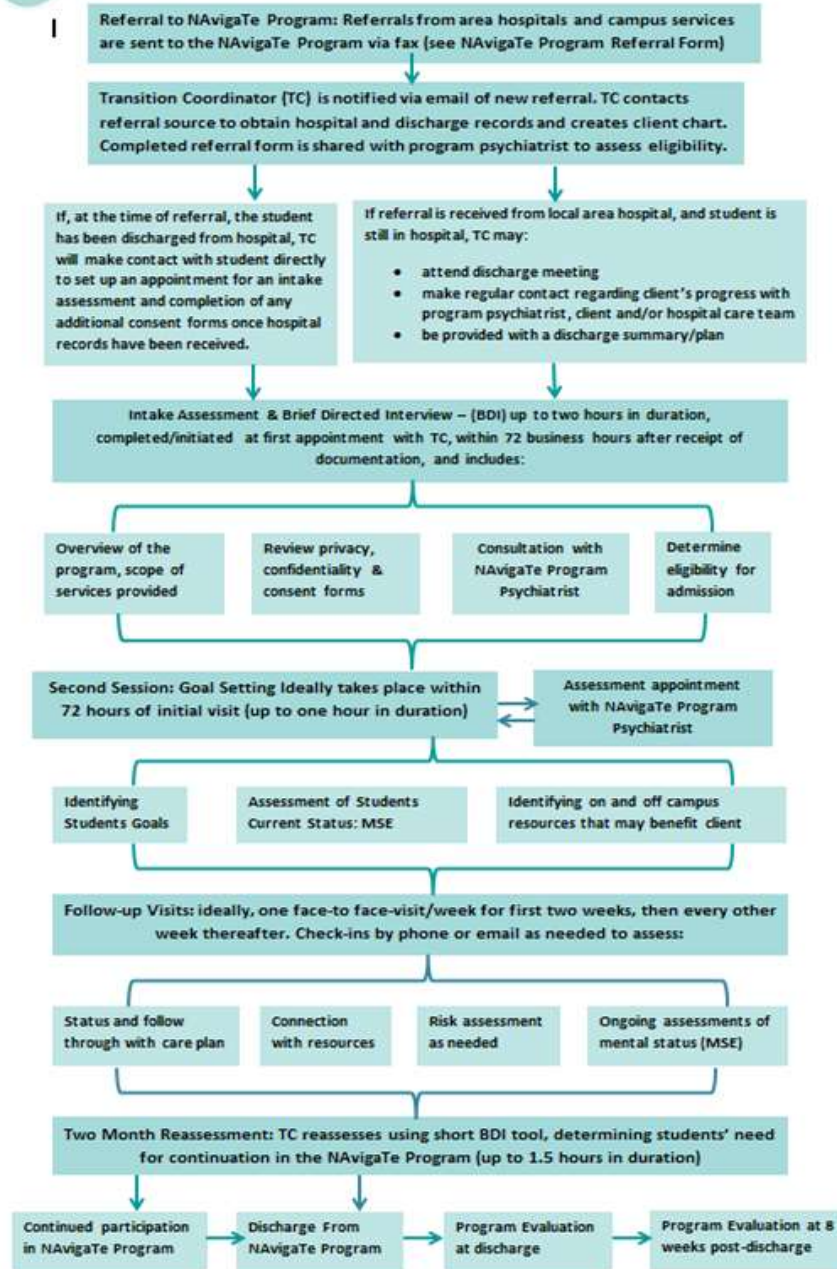 I
Referral to NAvigaTe Program: Referrals from area hospitals and campus services
are sent to the NAvigaTe Program via fax (see NAvigaTe Program Referral Form)
Transition Coordinator (TC) is notified via email of new referral. TC contacts
referral source to obtain hospital and discharge records and creates client chart.
Completed referral form is shared with program psychiatrist to assess eligibility.
If, at the time of referral, the student
has been discharged from hospital, TC
will make contact with student directly
to set up an appointment for an intake
assessment and completion of any
additional consent forms once hospital
records have been received.
If referral is received from local area hospital, and student is
still in hospital, TC may:
• attend discharge meeting
• make regular contact regarding client's progress with
program psychiatrist, client and/or hospital care team
• be provided with a discharge summary/plan
Intake Assessment & Brief Directed Interview – (BDI) up to two hours in duration,
completed/initiated at first appointment with TC, within 72 business hours after receipt of
documentation, and includes:
Overview of the
program, scope of
services provided
Review privacy,
confidentiality &
consent forms
Consultation with
NAvigaTe Program
Psychiatrist
Determine
eligibility for
admission
Second Session: Goal Setting Ideally takes place within
72 hours of initial visit (up to one hour in duration)
Assessment appointment
with NAvigaTe Program
Psychiatrist
Identifying
Students Goals
Assessment of Students
Current Status: MSE
Identifying on and off campus
resources that may benefit client
Follow-up Visits: ideally, one face-to face-visit/week for first two weeks, then every other
week thereafter. Check-ins by phone or email as needed to assess:
Status and follow
through with care plan
Connection
with resources
Risk assessment
as needed
Ongoing assessments of
mental status (MSE)
Two Month Reassessment: TC reassesses using short BDI tool, determining students' need
for continuation in the NAvigaTe Program (up to 1.5 hours in duration)
Continued participation
in NAvigaTe Program
Discharge From
NAvigaTe Program
Program Evaluation
at discharge
Program Evaluation at 8
weeks post-discharge